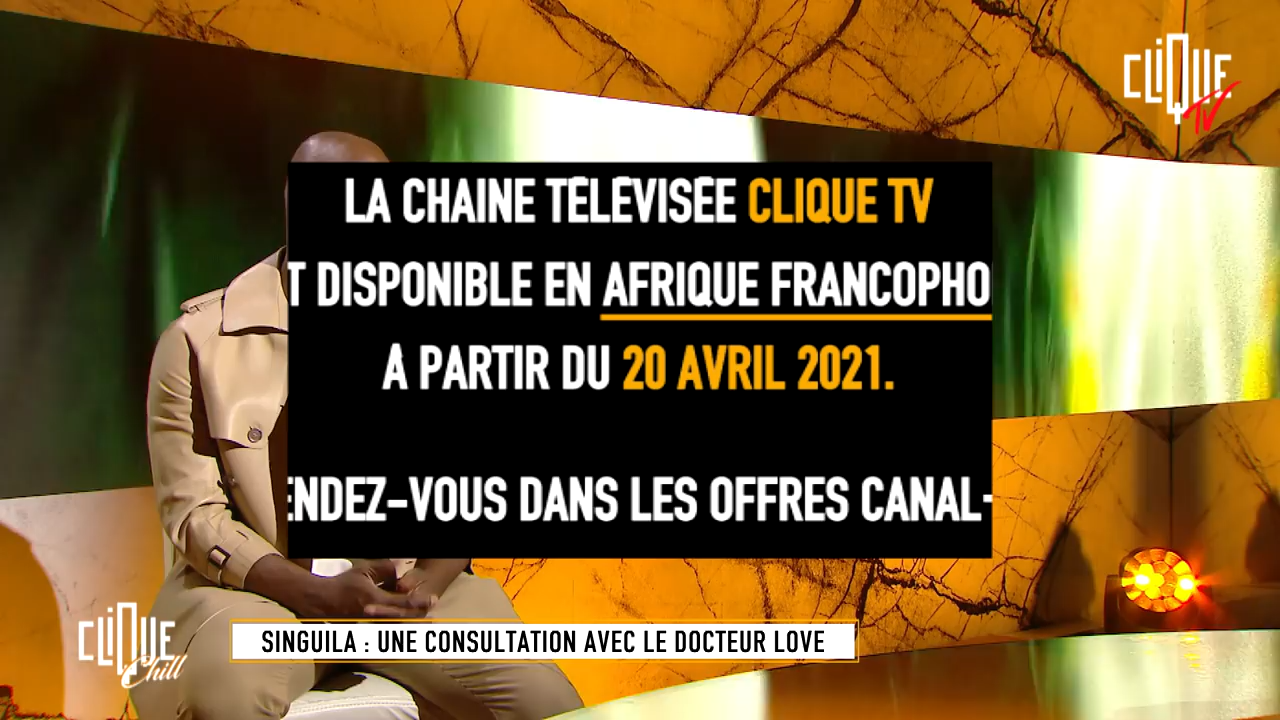 CLIQUE
TV
LA CHAINE TÉLÉVISÉE CLIQUE TV
T DISPONIBLE EN AFRIQUE FRANCOPHO
À PARTIR DU 20 AVRIL 2021.
ENDEZ-VOUS DANS LES OFFRES CANAL+
CLIQUE
Chill
SINGUILA : UNE CONSULTATION AVEC LE DOCTEUR LOVE